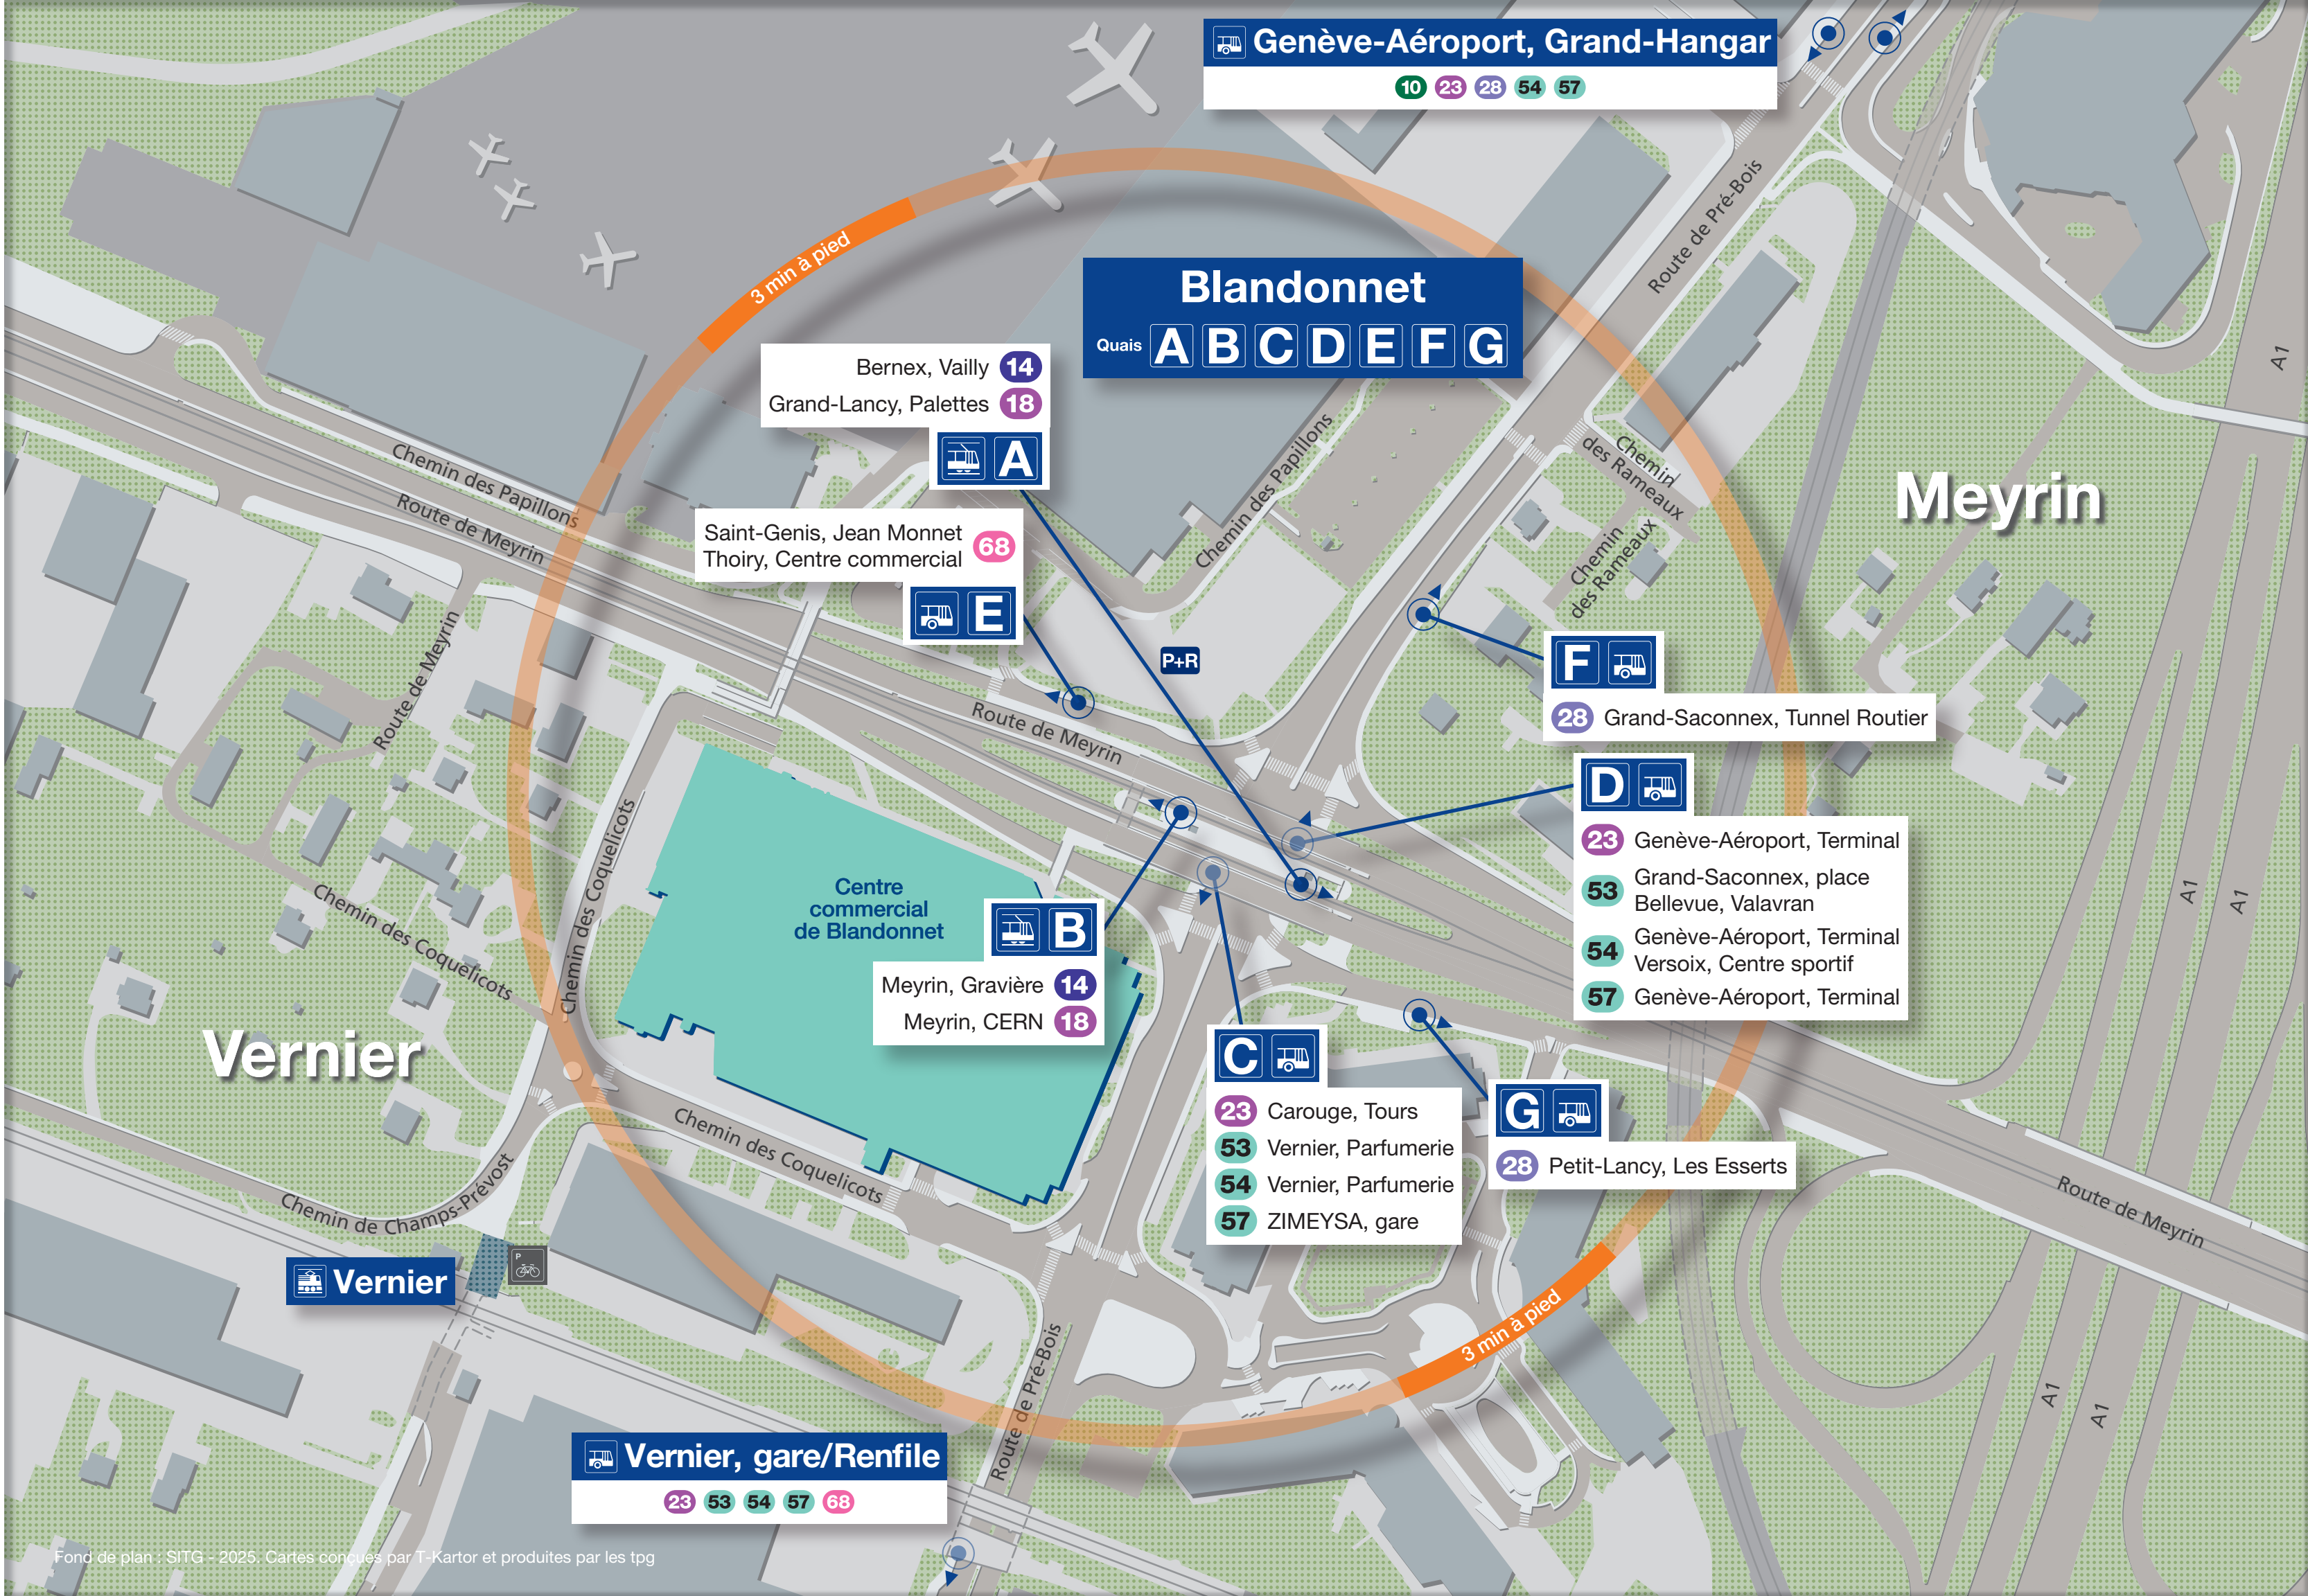 Genève-Aéroport, Grand-Hangar
10 23 28 54 57
Route de Pré-Bois
3 min à pied
Blandonnet
Quais A B C D E F G
Bernex, Vailly 14
Grand-Lancy, Palettes 18
A
A1
Chemin des Papillons
Route de Meyrin
Chemin des Papillons
Chemin
des Rameaux
Meyrin
Saint-Genis, Jean Monnet
Thoiry, Centre commercial
68
E
Chemin
des Rameaux
Route de Meyrin
P+R
F
28 Grand-Saconnex, Tunnel Routier
Route de Meyrin
D
23 Genève-Aéroport, Terminal
53 Grand-Saconnex, place
Bellevue, Valavran
54 Genève-Aéroport, Terminal
Versoix, Centre sportif
57 Genève-Aéroport, Terminal
Chemin des Coquelicots
Chemin des Coquelicots
Centre
commercial
de Blandonnet
B
Meyrin, Gravière 14
Meyrin, CERN 18
A1
A1
Vernier
C
23 Carouge, Tours
53 Vernier, Parfumerie
54 Vernier, Parfumerie
57 ZIMEYSA, gare
G
28 Petit-Lancy, Les Esserts
Chemin des Coquelicots
Chemin de Champs-Prévost
Route de Meyrin
Vernier
P
3 min à pied
Route de Pré-Bois
A1
A1
Vernier, gare/Renfile
23 53 54 57 68
Fond de plan : SITG - 2025. Cartes conçues par T-Kartor et produites par les tpg